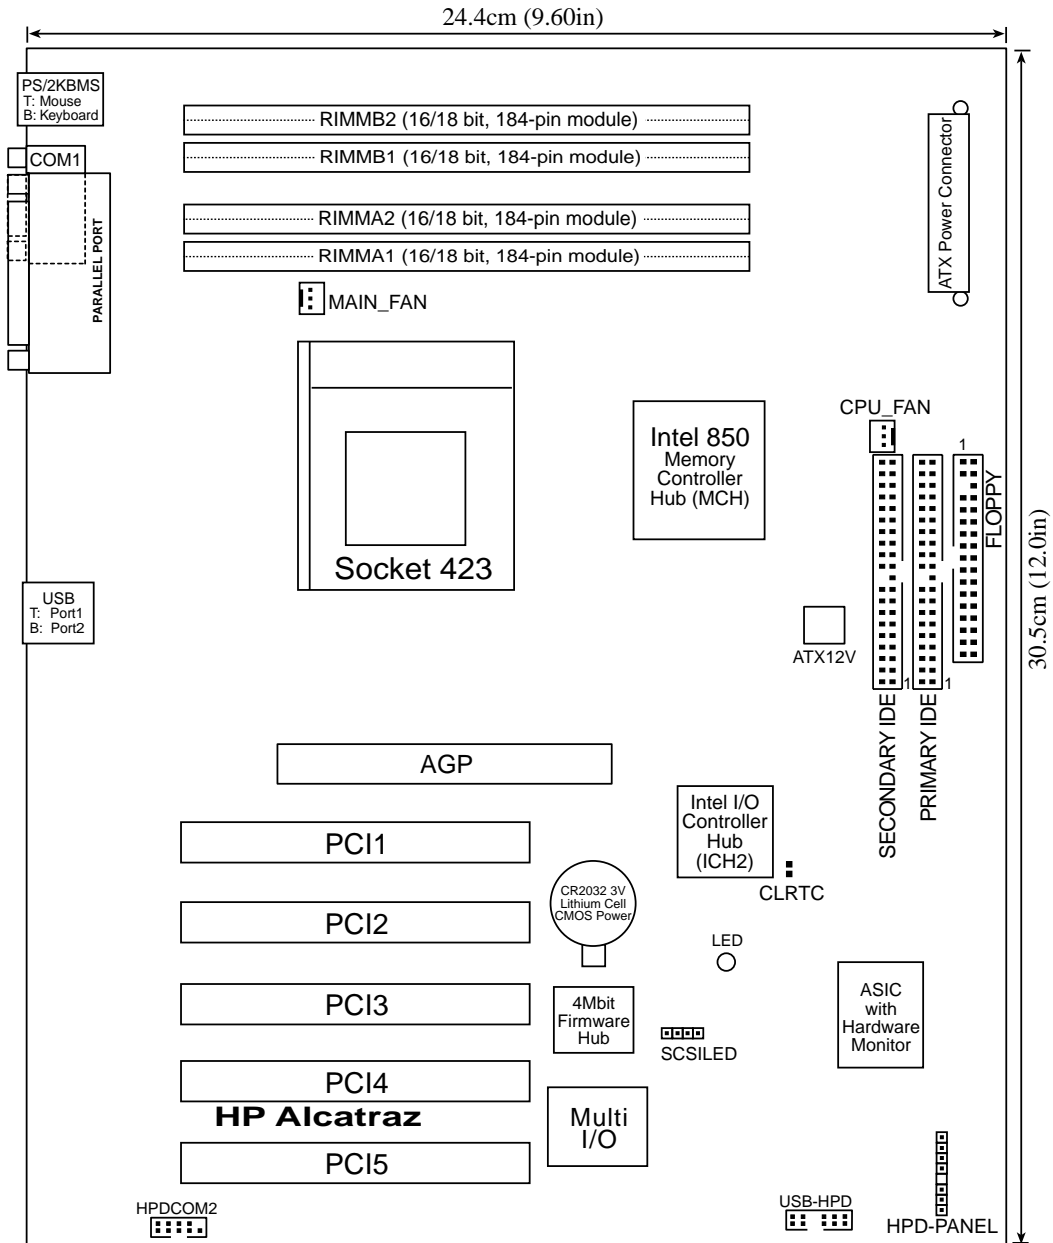 24.4cm (9.60in)
PS/2KBMS
T: Mouse
B: Keyboard
RIMMB2 (16/18 bit, 184-pin module)
COM1
RIMMB1 (16/18 bit, 184-pin module)
RIMMA2 (16/18 bit, 184-pin module)
RIMMA1 (16/18 bit, 184-pin module)
PARALLEL PORT
ATX Power Connector
MAIN_FAN
CPU_FAN
Intel 850
Memory
Controller
Hub (MCH)
1
FLOPPY
Socket 423
30.5cm (12.0in)
USB
T: Port1
B: Port2
ATX12V
1
1
SECONDARY IDE
PRIMARY IDE
AGP
Intel I/O
Controller
Hub
(ICH2)
PCI1
CLRTC
CR2032 3V
Lithium Cell
CMOS Power
PCI2
LED
PCI3
4Mbit
Firmware
Hub
SCSILED
ASIC
with
Hardware
Monitor
PCI4
HP Alcatraz
Multi
I/O
PCI5
HPDCOM2
USB-HPD
HPD-PANEL